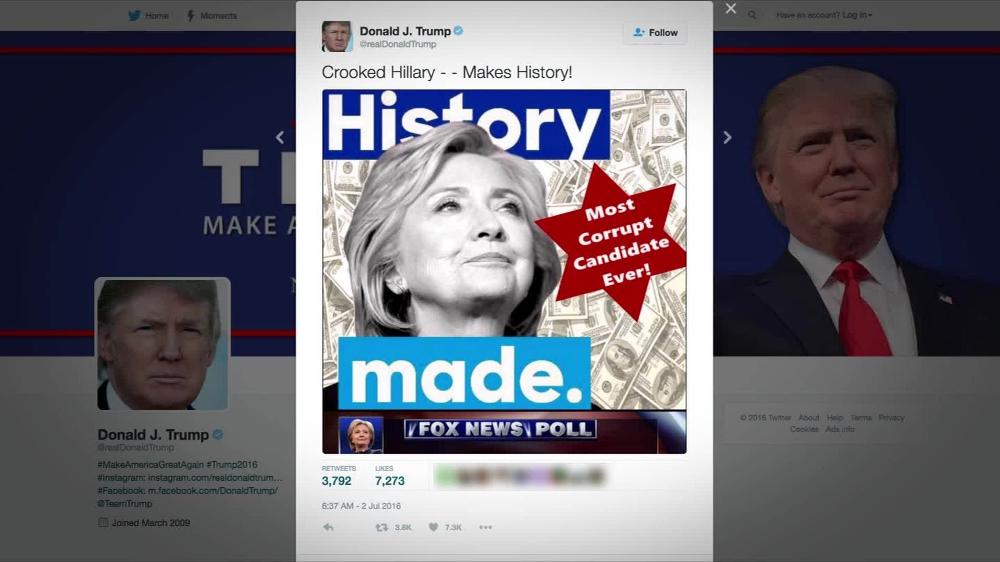 Home
Moments
Have an account? Log in
Donald J. Trump
@realDonaldTrump
Follow
Crooked Hillary - - Makes History!
History
Most
Corrupt
Candidate
Ever!
made.
FOX NEWS POLL
RETWEETS
LIKES
3,792
7,273
6:37 AM - 2 Jul 2016
3.8K
7.3K
T
MAKE A
Donald J. Trump
@realDonaldTrump
#MakeAmericaGreatAgain #Trump2016
#Instagram: instagram.com/realdonaldtrum…
#Facebook: m.facebook.com/DonaldTrump/
@TeamTrump
Joined March 2009
© 2016 Twitter About Help Terms Privacy
Cookies Ads info